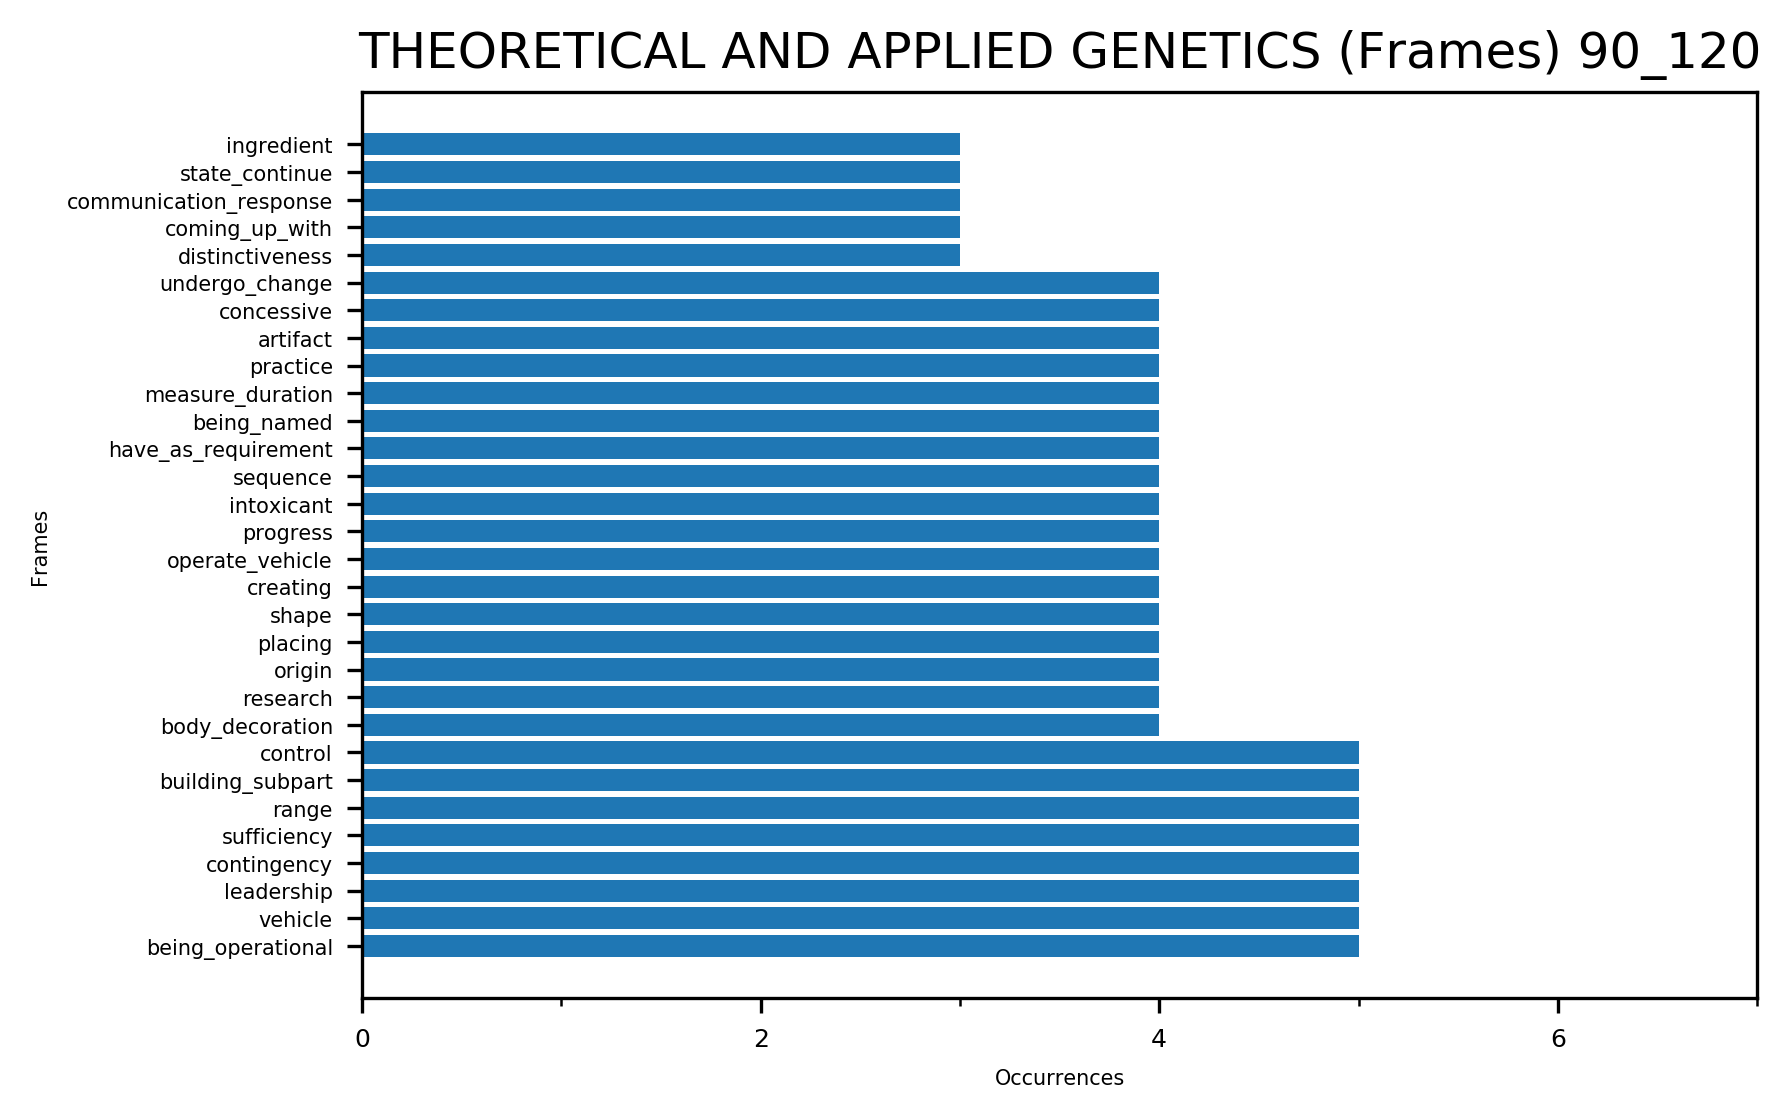 THEORETICAL AND APPLIED GENETICS (Frames) 90_120
ingredient
state_continue
communication_response
coming_up_with
distinctiveness
undergo_change
concessive
artifact
practice
measure_duration
being_named
have_as_requirement
sequence
intoxicant
progress
operate_vehicle
creating
shape
placing
origin
research
body_decoration
control
building_subpart
range
sufficiency
contingency
leadership
vehicle
being_operational
Frames
0 2 4 6
Occurrences